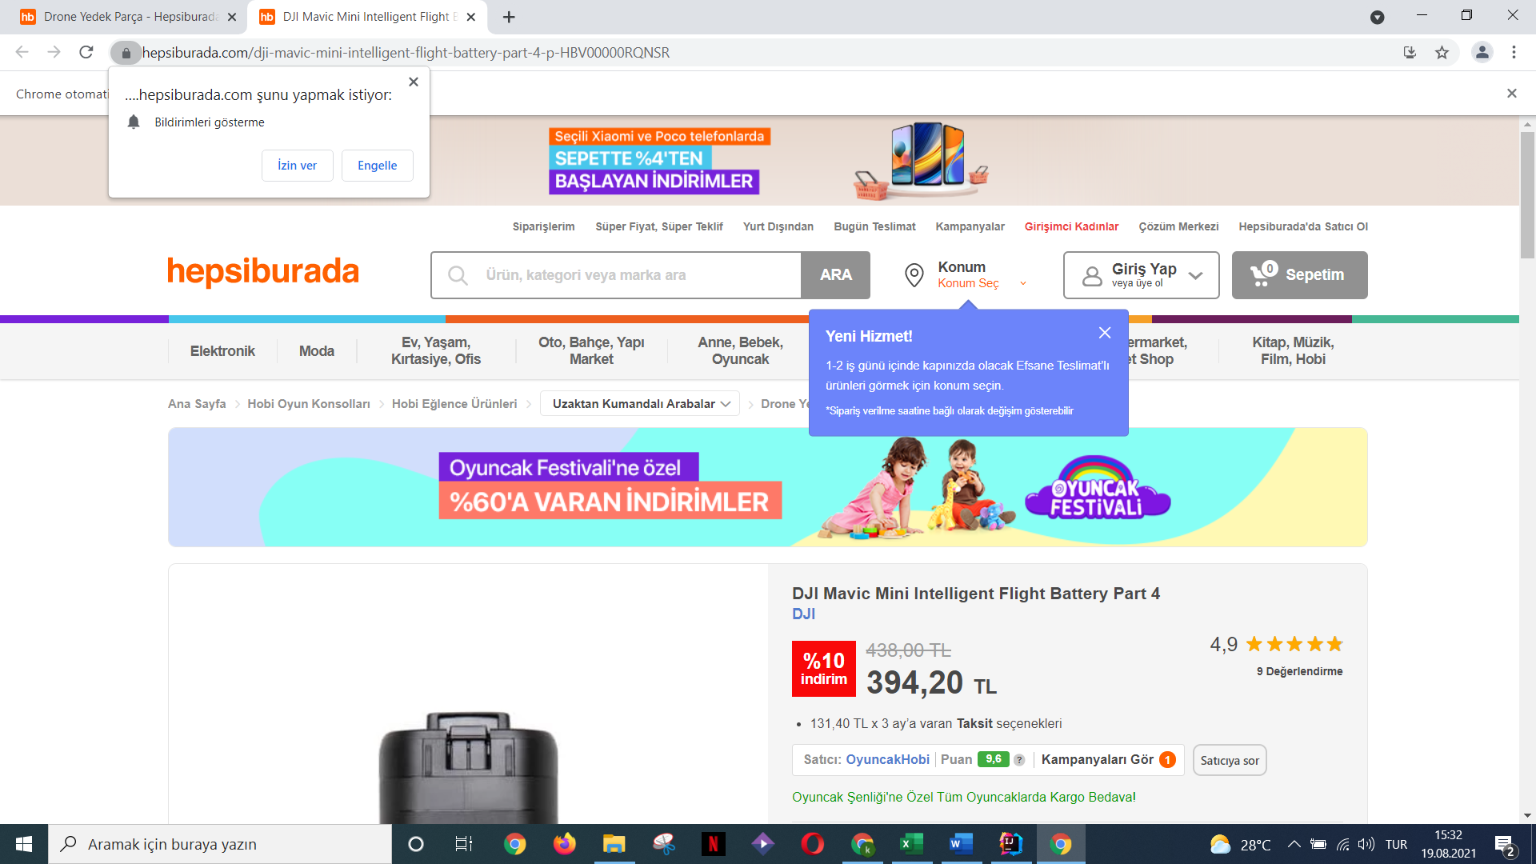 Drone Yedek Parça - Hepsiburada
DJI Mavic Mini Intelligent Flight B
hepsiburada.com/dji-mavic-mini-intelligent-flight-battery-part-4-p-HBV00000RQNSR
Chrome otomati
....hepsiburada.com şunu yapmak istiyor:
Bildirimleri gösterme
İzin ver
Engelle
Seçili Xiaomi ve Poco telefonlarda
SEPETTE %4'TEN
BAŞLAYAN İNDİRİMLER
Siparişlerim Süper Fiyat, Süper Teklif Yurt Dışından Bugün Teslimat Kampanyalar Girişimci Kadınlar Çözüm Merkezi Hepsiburada'da Satıcı Ol
hepsiburada
Ürün, kategori veya marka ara
ARA
Konum
Konum Seç
Giriş Yap
veya üye ol
0
Sepetim
Elektronik
Moda
Ev, Yaşam,
Kırtasiye, Ofis
Oto, Bahçe, Yapı
Market
Anne, Bebek,
Oyuncak
ermarket,
t Shop
Kitap, Müzik,
Film, Hobi
Yeni Hizmet!
1-2 iş günü içinde kapınızda olacak Efsane Teslimat'lı
ürünleri görmek için konum seçin.
*Sipariş verilme saatine bağlı olarak değişim gösterebilir
Ana Sayfa
Hobi Oyun Konsolları
Hobi Eğlence Ürünleri
Uzaktan Kumandalı Arabalar
Drone Ye
Oyuncak Festivali'ne özel
%60'A VARAN İNDİRİMLER
OYUNCAK
FESTİVALİ
DJI Mavic Mini Intelligent Flight Battery Part 4
DJI
%10
indirim
438,00 TL
394,20 TL
4,9
9 Değerlendirme
• 131,40 TL x 3 ay'a varan Taksit seçenekleri
Satıcı: OyuncakHobi
Puan 9,6 ?
Kampanyaları Gör 1
Satıcıya sor
Oyuncak Şenliği'ne Özel Tüm Oyuncaklarda Kargo Bedava!
Aramak için buraya yazın
28°C
TUR
15:32
19.08.2021
2